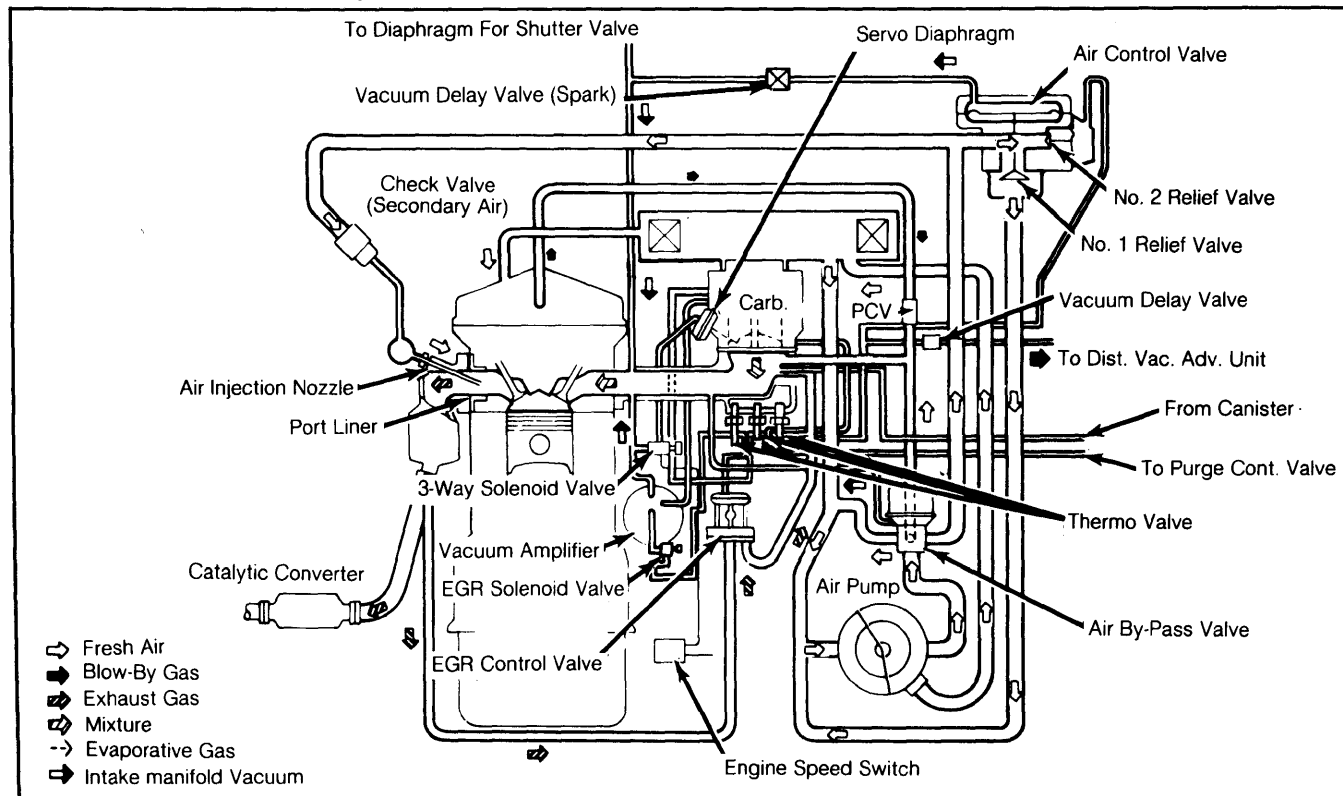 To Diaphragm For Shutter Valve
Servo Diaphragm
Air Control Valve
Vacuum Delay Valve (Spark)
Check Valve
(Secondary Air)
No. 2 Relief Valve
No. 1 Relief Valve
Carb.
PCV
Vacuum Delay Valve
To Dist. Vac. Adv. Unit
Air Injection Nozzle
From Canister
Port Liner
To Purge Cont. Valve
3-Way Solenoid Valve
Thermo Valve
Vacuum Amplifier
Catalytic Converter
EGR Solenoid Valve
Air Pump
Air By-Pass Valve
EGR Control Valve
Fresh Air
Blow-By Gas
Exhaust Gas
Mixture
Evaporative Gas
Intake manifold Vacuum
Engine Speed Switch